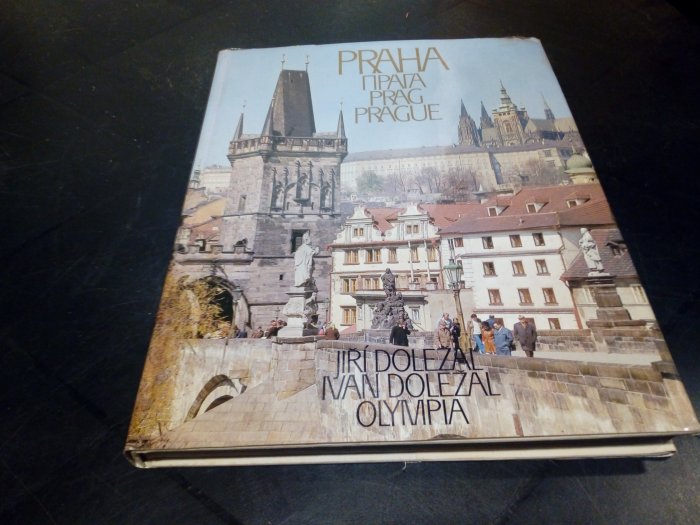 PRAHA
ПРАГА
PRAG
PRAGUE
JIŘÍ DOLEŽAL
IVAN DOLEŽAL
OLYMPIA